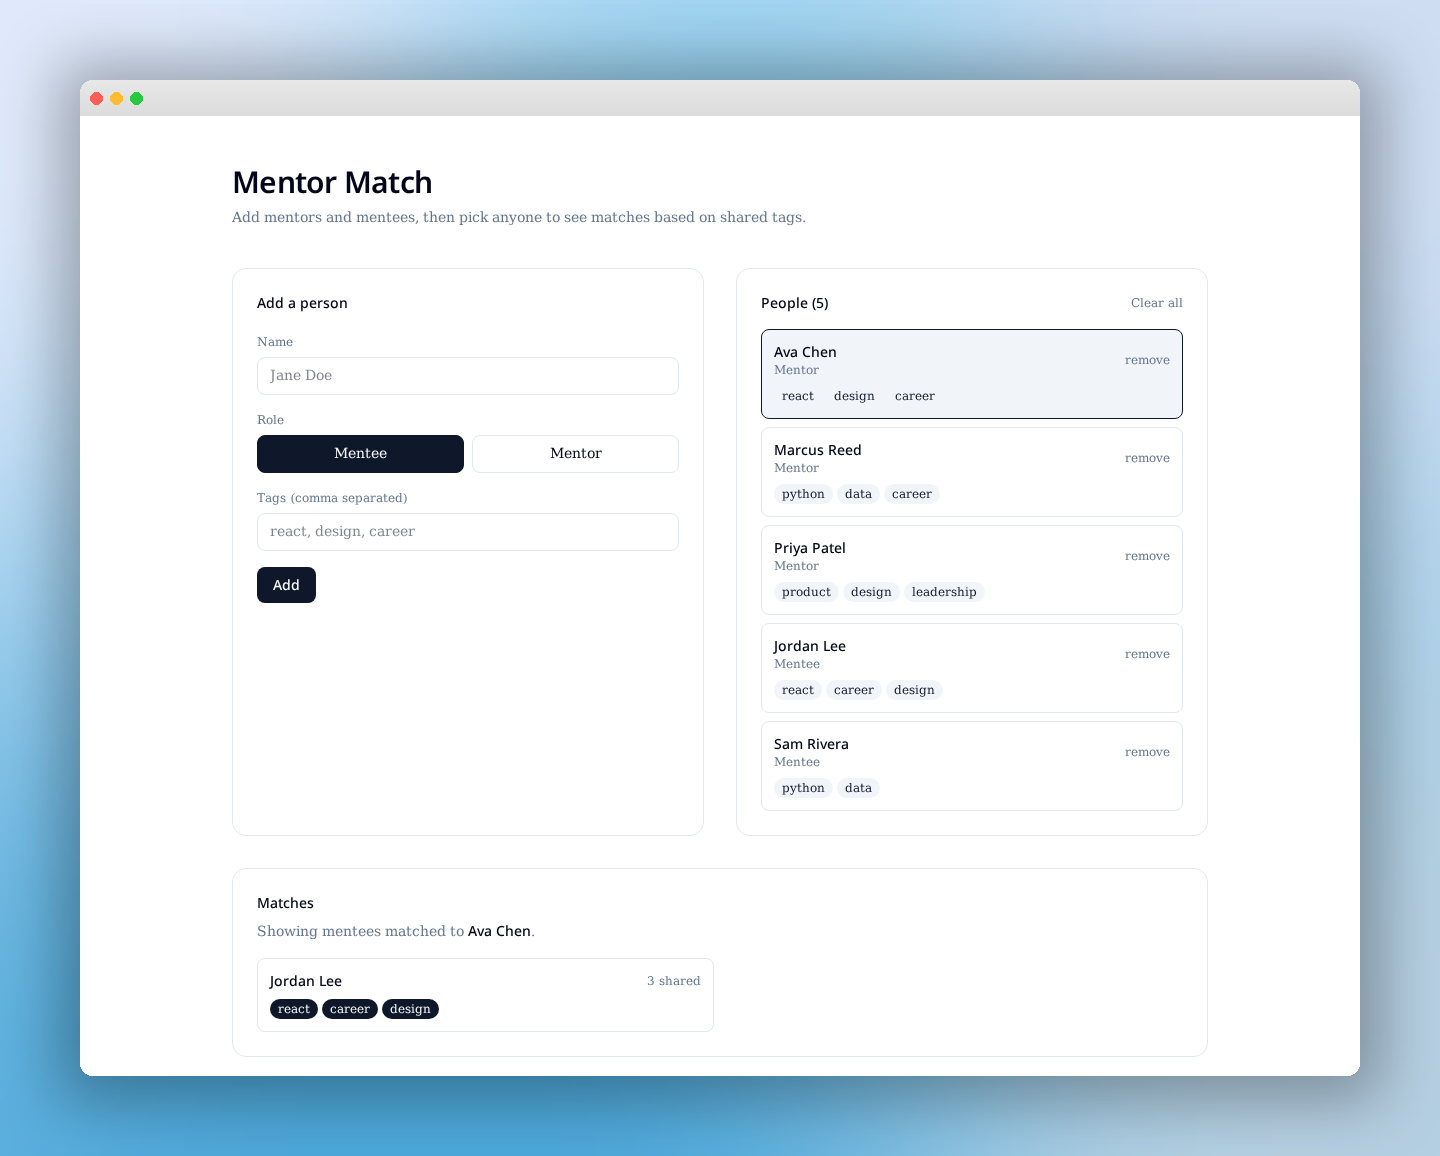 Mentor Match
Add mentors and mentees, then pick anyone to see matches based on shared tags.
Add a person
Name
Jane Doe
Role
Mentee Mentor
Tags (comma separated)
react, design, career
Add
People (5) Clear all
Ava Chen
remove
Mentor
react design career
Marcus Reed
remove
Mentor
python data career
Priya Patel
remove
Mentor
product design leadership
Jordan Lee
remove
Mentee
react career design
Sam Rivera
remove
Mentee
python data
Matches
Showing mentees matched to Ava Chen.
Jordan Lee 3 shared
react career design